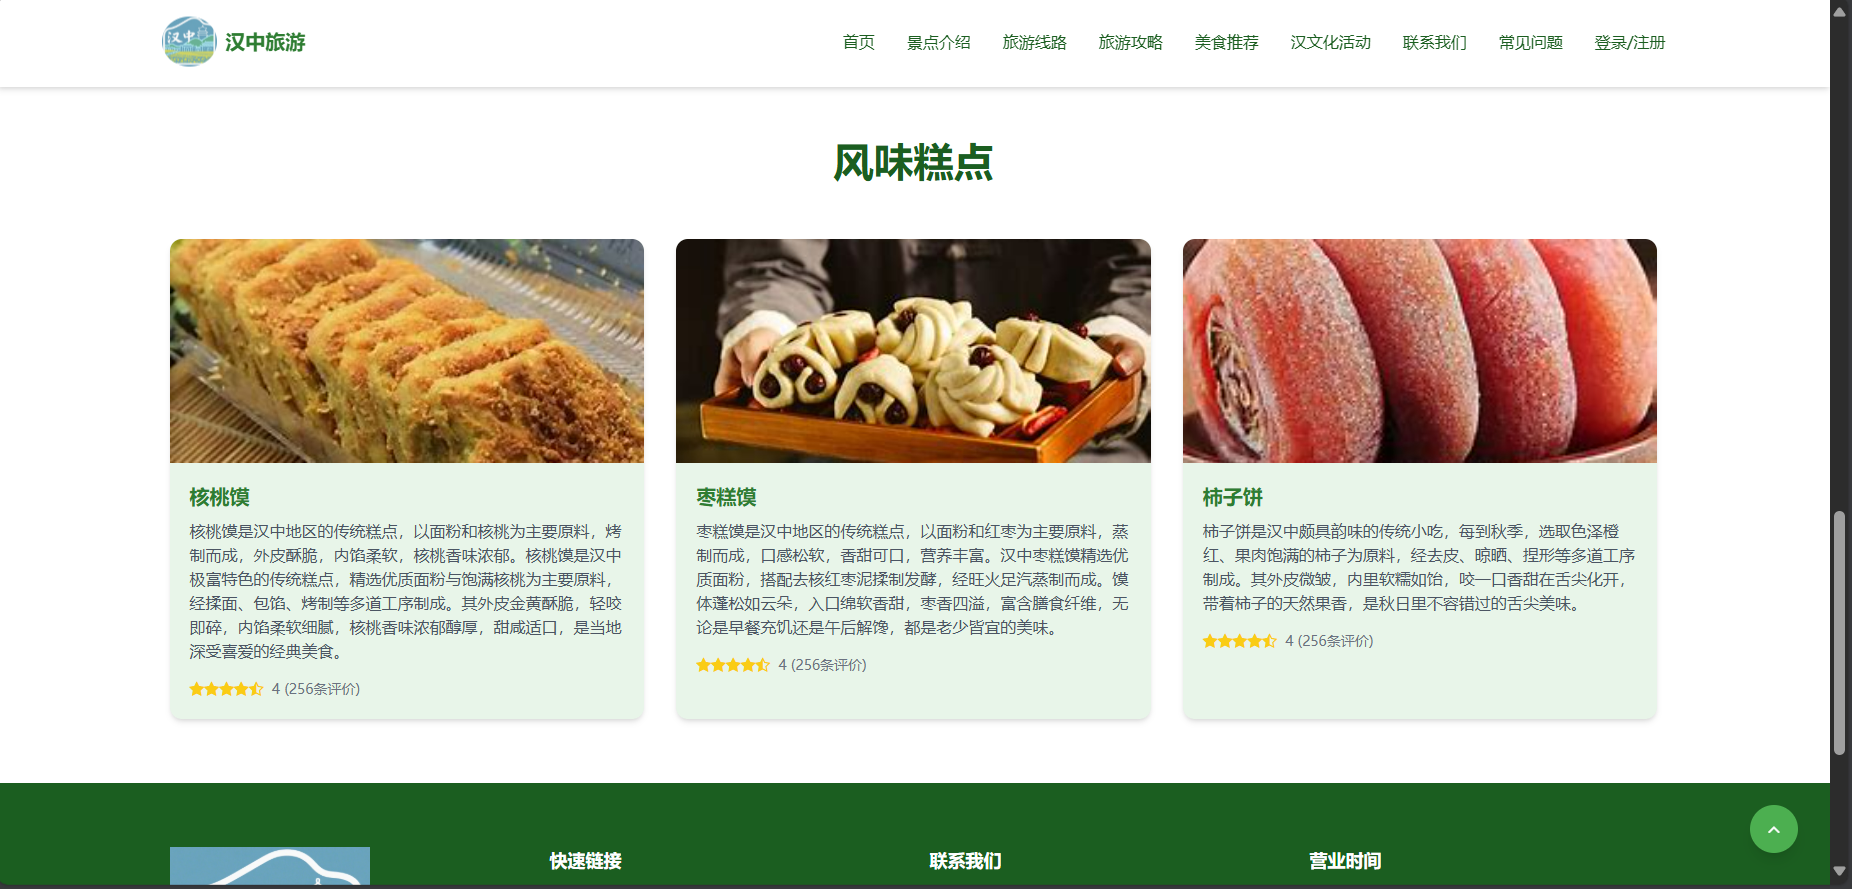 汉中
汉中旅游
首页 景点介绍 旅游线路 旅游攻略 美食推荐 汉文化活动 联系我们 常见问题 登录/注册
风味糕点
核桃馍
核桃馍是汉中地区的传统糕点，以面粉和核桃为主要原料，烤
制而成，外皮酥脆，内馅柔软，核桃香味浓郁。核桃馍是汉中
极富特色的传统糕点，精选优质面粉与饱满核桃为主要原料，
经揉面、包馅、烤制等多道工序制成。其外皮金黄酥脆，轻咬
即碎，内馅柔软细腻，核桃香味浓郁醇厚，甜咸适口，是当地
深受喜爱的经典美食。
4 (256条评价)
枣糕馍
枣糕馍是汉中地区的传统糕点，以面粉和红枣为主要原料，蒸
制而成，口感松软，香甜可口，营养丰富。汉中枣糕馍精选优
质面粉，搭配去核红枣泥揉制发酵，经旺火足汽蒸制而成。馍
体蓬松如云朵，入口绵软香甜，枣香四溢，富含膳食纤维，无
论是早餐充饥还是午后解馋，都是老少皆宜的美味。
4 (256条评价)
柿子饼
柿子饼是汉中颇具韵味的传统小吃，每到秋季，选取色泽橙
红、果肉饱满的柿子为原料，经去皮、晾晒、捏形等多道工序
制成。其外皮微皱，内里软糯如饴，咬一口香甜在舌尖化开，
带着柿子的天然果香，是秋日里不容错过的舌尖美味。
4 (256条评价)
快速链接
联系我们
营业时间